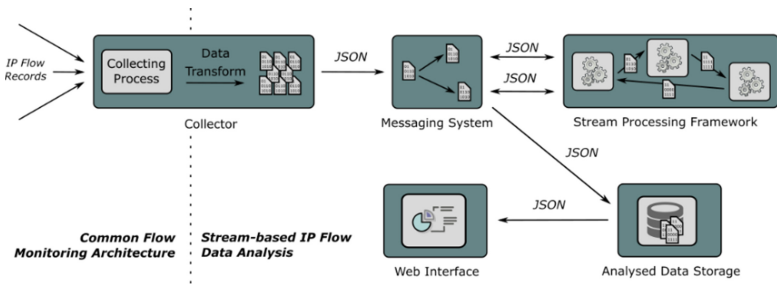 IP Flow
Records
Collecting
Process
Data
Transform
Collector
JSON
Messaging System
JSON
JSON
Stream Processing Framework
JSON
JSON
Web Interface
Analysed Data Storage
Common Flow
Monitoring Architecture
Stream-based IP Flow
Data Analysis